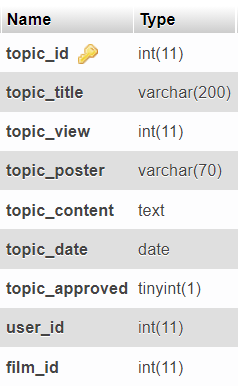 Name Type
topic_id int(11)
topic_title varchar(200)
topic_view int(11)
topic_poster varchar(70)
topic_content text
topic_date date
topic_approved tinyint(1)
user_id int(11)
film_id int(11)